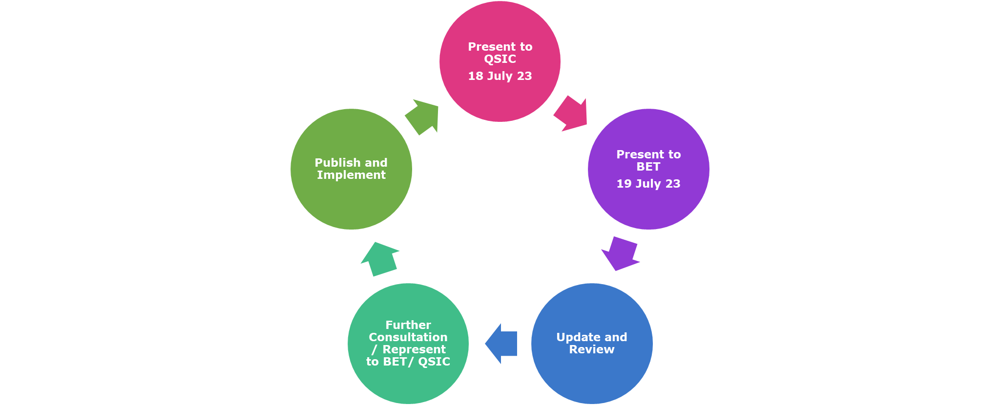 Present to
QSIC
18 July 23
Present to
BET
19 July 23
Update and
Review
Further
Consultation
/ Represent
to BET/ QSIC
Publish and
Implement